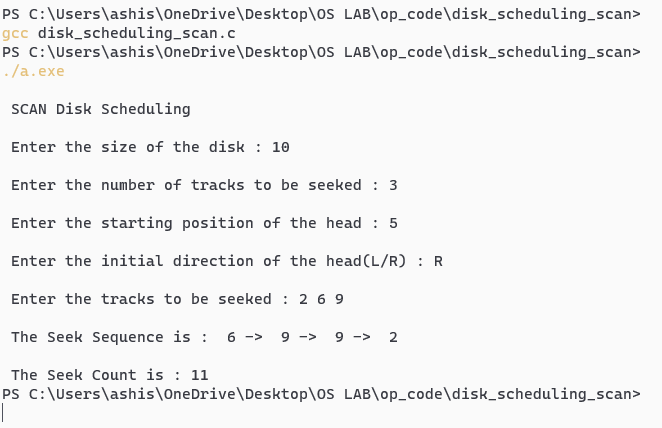 PS C:\Users\ashis\OneDrive\Desktop\OS LAB\op_code\disk_scheduling_scan>
gcc disk_scheduling_scan.c
PS C:\Users\ashis\OneDrive\Desktop\OS LAB\op_code\disk_scheduling_scan>
./a.exe
SCAN Disk Scheduling
Enter the size of the disk : 10
Enter the number of tracks to be seeked : 3
Enter the starting position of the head : 5
Enter the initial direction of the head(L/R) : R
Enter the tracks to be seeked : 2 6 9
The Seek Sequence is :  6 ->  9 ->  9 ->  2
The Seek Count is : 11
PS C:\Users\ashis\OneDrive\Desktop\OS LAB\op_code\disk_scheduling_scan>